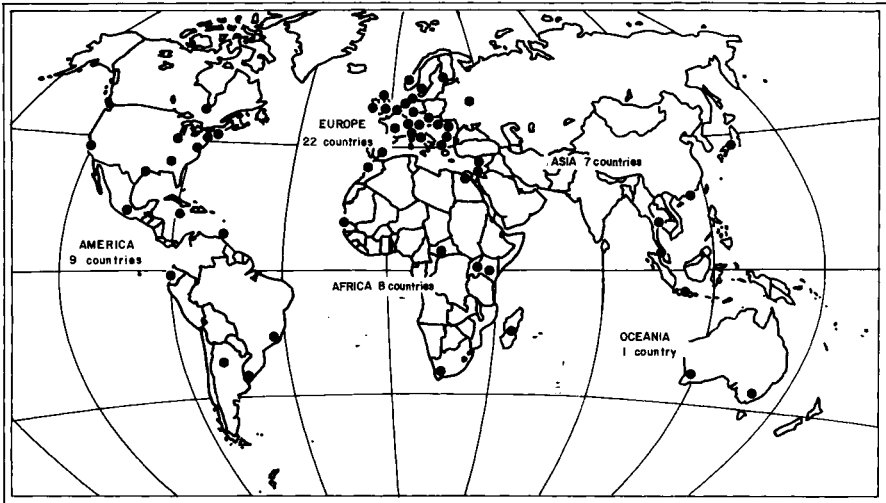 EUROPE
22 countries
ASIA 7 countries
AMERICA
9 countries
AFRICA 8 countries
OCEANIA
1 country